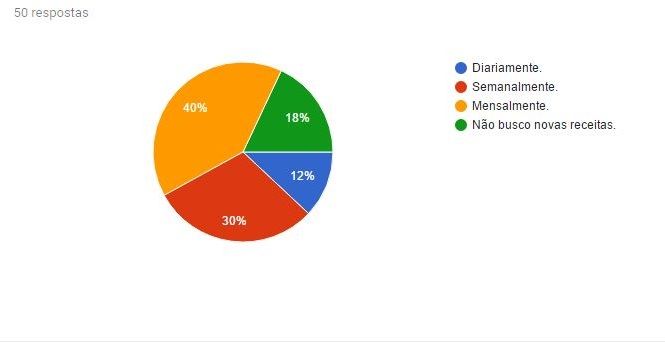 50 respostas
Diariamente.
Semanalmente.
Mensalmente.
Não busco novas receitas.
40%
18%
12%
30%